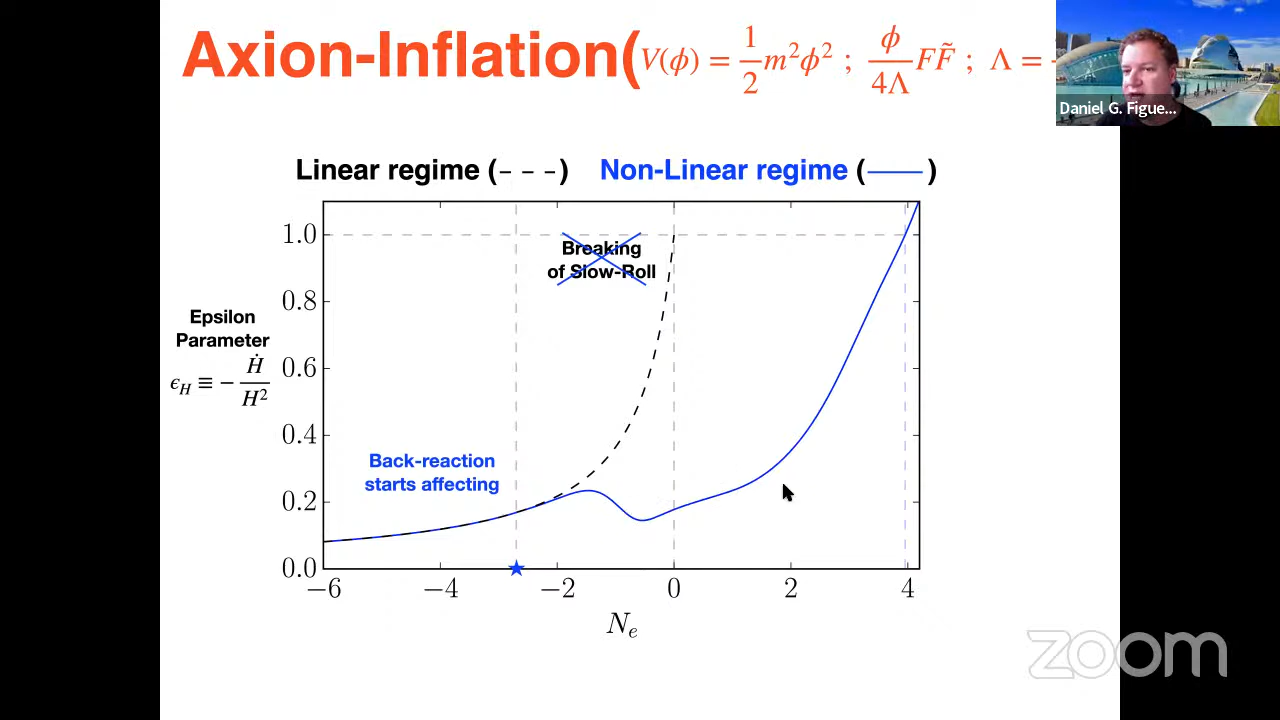 Axion-Inflation( V(ϕ) = 1/2 m²ϕ² ; ϕ/4Λ FF̃ ; Λ =
Daniel G. Figue...
Linear regime (- - -) Non-Linear regime (——)
Breaking
of Slow-Roll
Epsilon
Parameter
ϵ_H ≡ − Ḣ/H²
Back-reaction
starts affecting
1.0
0.8
0.6
0.4
0.2
0.0
−6 −4 −2 0 2 4
N_e
zoom